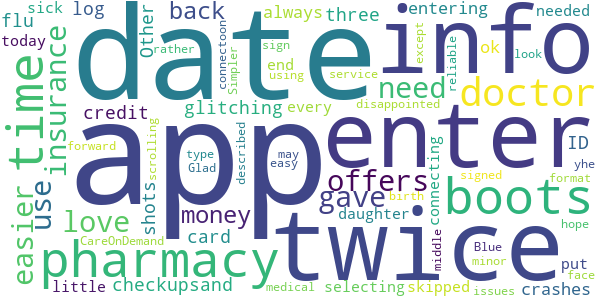 sick log back always three entering needed
flu Other date info
today rather connectoon Simpler sign end using every service except reliable ok look
time insurance need doctor
credit glitching disappointed
app enter ID
forward scrolling type Glad described may easy offers yhe
easier use shots gave connecting signed boots
love money daughter birth format
card CareOnDemand twice middle Blue minor hope
pharmacy put face
little checkupsand medical selecting skipped issues crashes